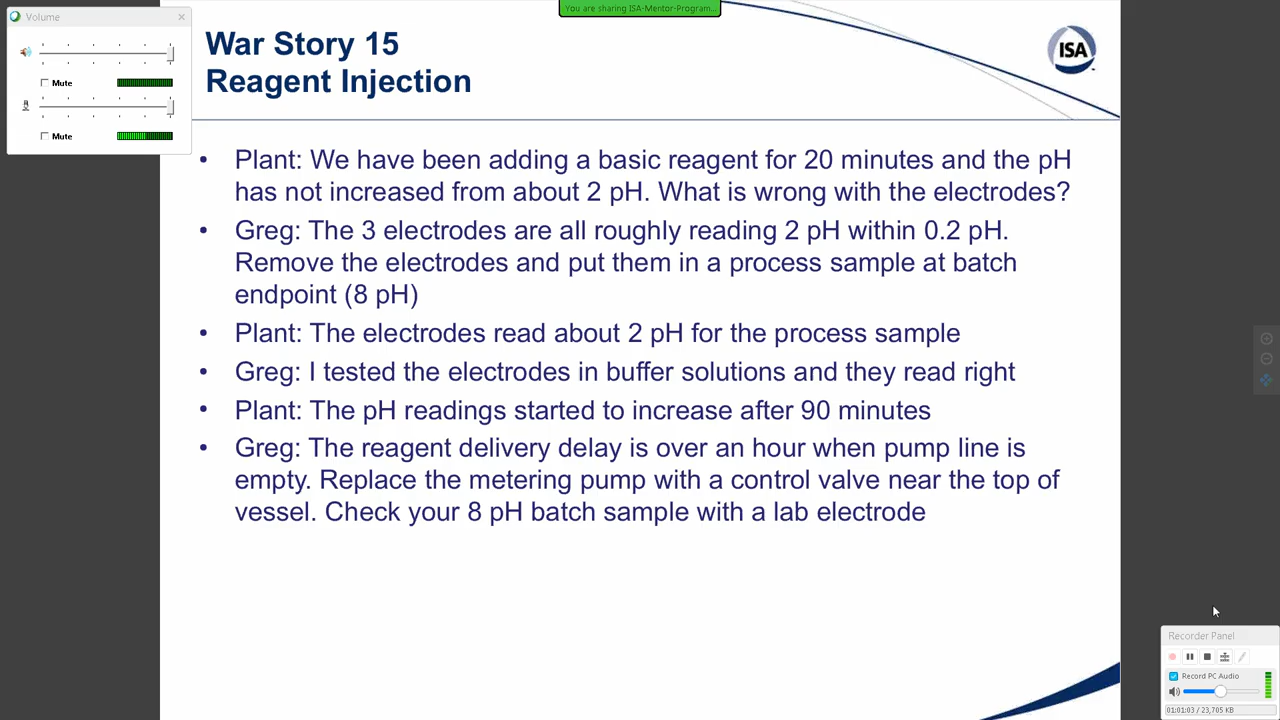 Volume
Mute
Mute
You are sharing ISA-Mentor-Program...
War Story 15
Reagent Injection
ISA
• Plant: We have been adding a basic reagent for 20 minutes and the pH
has not increased from about 2 pH. What is wrong with the electrodes?
• Greg: The 3 electrodes are all roughly reading 2 pH within 0.2 pH.
Remove the electrodes and put them in a process sample at batch
endpoint (8 pH)
• Plant: The electrodes read about 2 pH for the process sample
• Greg: I tested the electrodes in buffer solutions and they read right
• Plant: The pH readings started to increase after 90 minutes
• Greg: The reagent delivery delay is over an hour when pump line is
empty. Replace the metering pump with a control valve near the top of
vessel. Check your 8 pH batch sample with a lab electrode
Recorder Panel
Record PC Audio
01:01:03 / 23,705 KB